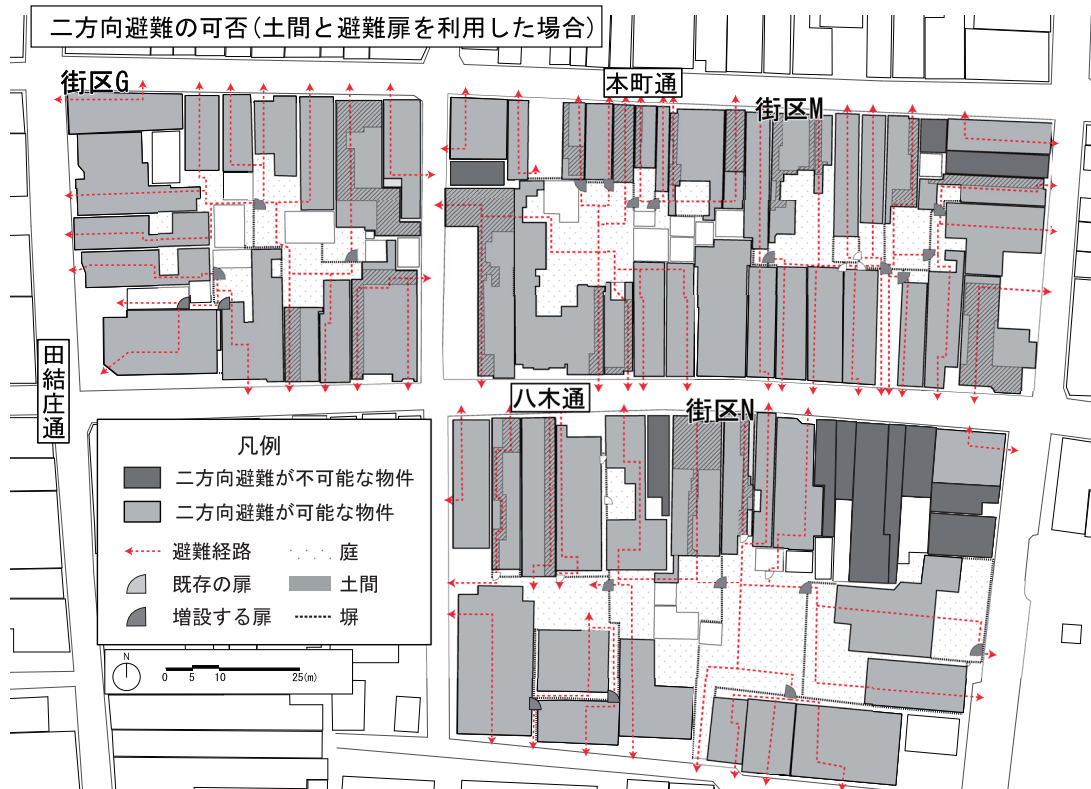 二方向避難の可否(土間と避難扉を利用した場合)
街区G
本町通
街区M
田結庄通
八木通
街区N
凡例
二方向避難が不可能な物件
二方向避難が可能な物件
避難経路
庭
既存の扉
土間
増設する扉
塀
N
0 5 10 25(m)